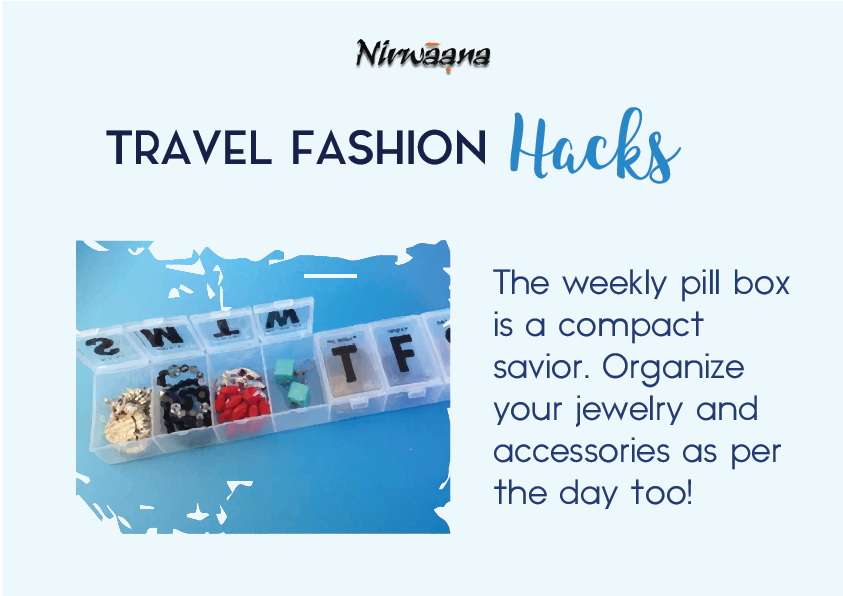 Nirwaana
TRAVEL FASHION Hacks
The weekly pill box
is a compact
savior. Organize
your jewelry and
accessories as per
the day too!
S M T W
T F